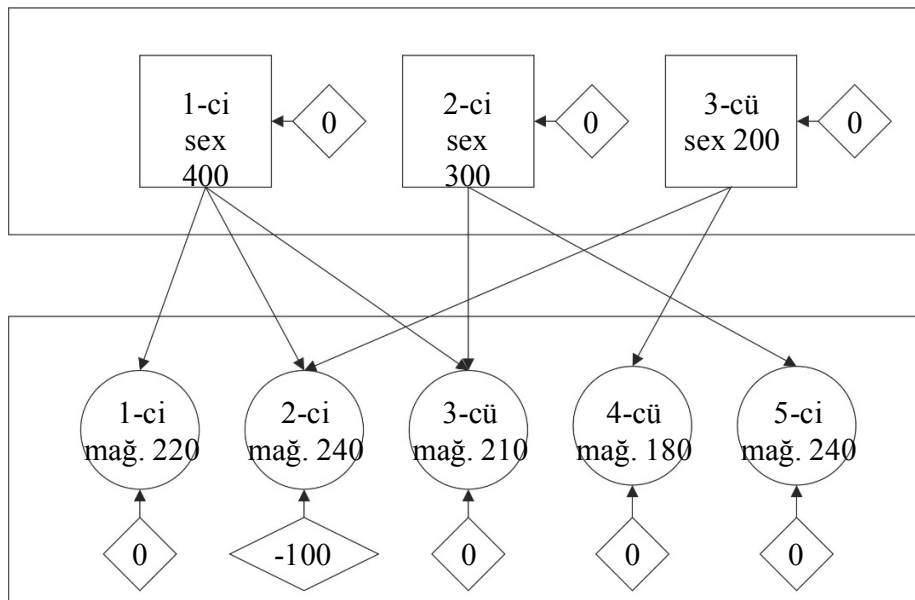 1-ci
sex
400
0
2-ci
sex
300
0
3-cü
sex 200
0
1-ci
mağ. 220
2-ci
mağ. 240
3-cü
mağ. 210
4-cü
mağ. 180
5-ci
mağ. 240
0
-100
0
0
0